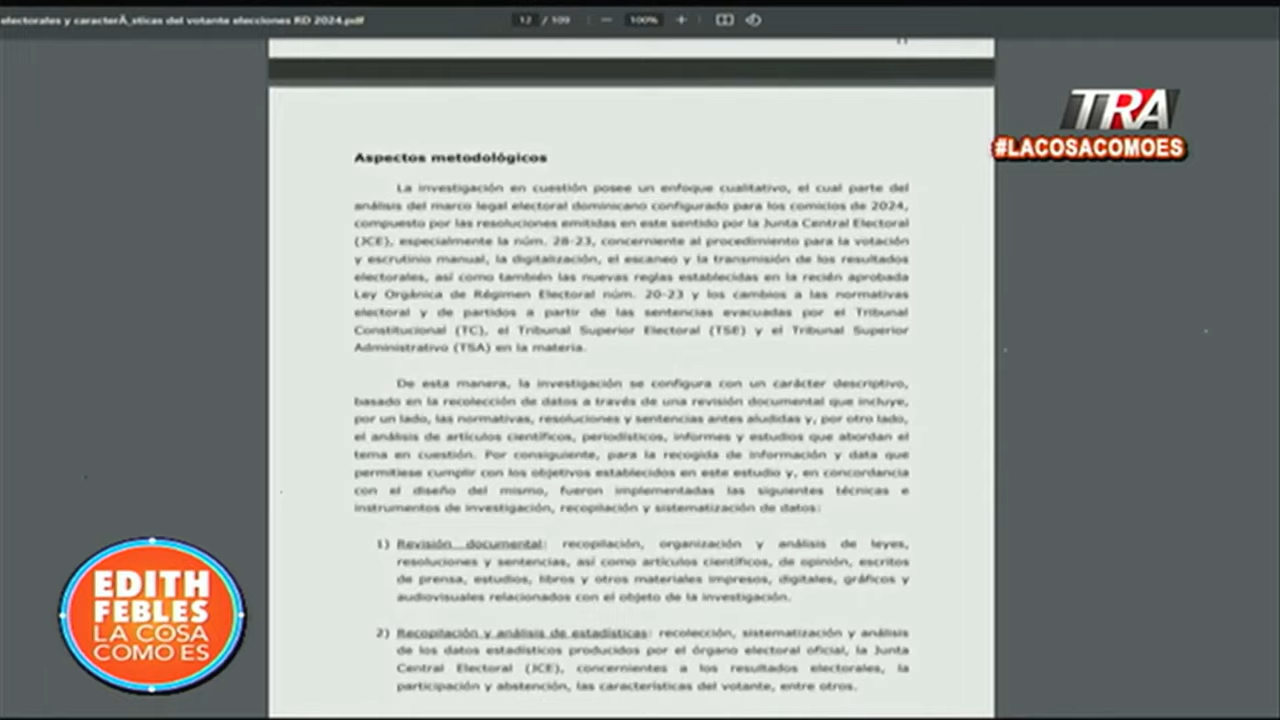 electorales y caracterÃ_sticas del votante elecciones RD 2024.pdf
12 / 109
100%
11
TRA
#LACOSACOMOES
Aspectos metodológicos
La investigación en cuestión posee un enfoque cualitativo, el cual parte del
análisis del marco legal electoral dominicano configurado para los comicios de 2024,
compuesto por las resoluciones emitidas en este sentido por la Junta Central Electoral
(JCE), especialmente la núm. 28-23, concerniente al procedimiento para la votación
y escrutinio manual, la digitalización, el escaneo y la transmisión de los resultados
electorales, así como también las nuevas reglas establecidas en la recién aprobada
Ley Orgánica de Régimen Electoral núm. 20-23 y los cambios a las normativas
electoral y de partidos a partir de las sentencias evacuadas por el Tribunal
Constitucional (TC), el Tribunal Superior Electoral (TSE) y el Tribunal Superior
Administrativo (TSA) en la materia.
De esta manera, la investigación se configura con un carácter descriptivo,
basado en la recolección de datos a través de una revisión documental que incluye,
por un lado, las normativas, resoluciones y sentencias antes aludidas y, por otro lado,
el análisis de artículos científicos, periodísticos, informes y estudios que abordan el
tema en cuestión. Por consiguiente, para la recogida de información y data que
permitiese cumplir con los objetivos establecidos en este estudio y, en concordancia
con el diseño del mismo, fueron implementadas las siguientes técnicas e
instrumentos de investigación, recopilación y sistematización de datos:
1) Revisión documental: recopilación, organización y análisis de leyes,
resoluciones y sentencias, así como artículos científicos, de opinión, escritos
de prensa, estudios, libros y otros materiales impresos, digitales, gráficos y
audiovisuales relacionados con el objeto de la investigación.
2) Recopilación y análisis de estadísticas: recolección, sistematización y análisis
de los datos estadísticos producidos por el órgano electoral oficial, la Junta
Central Electoral (JCE), concernientes a los resultados electorales, la
participación y abstención, las características del votante, entre otros.
EDITH
FEBLES
LA COSA
COMO ES